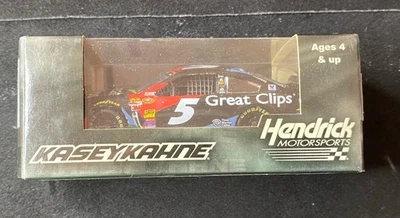 Ages 4
& up
5 Great Clips
KASEYKAHNE
Hendrick
MOTORSPORTS